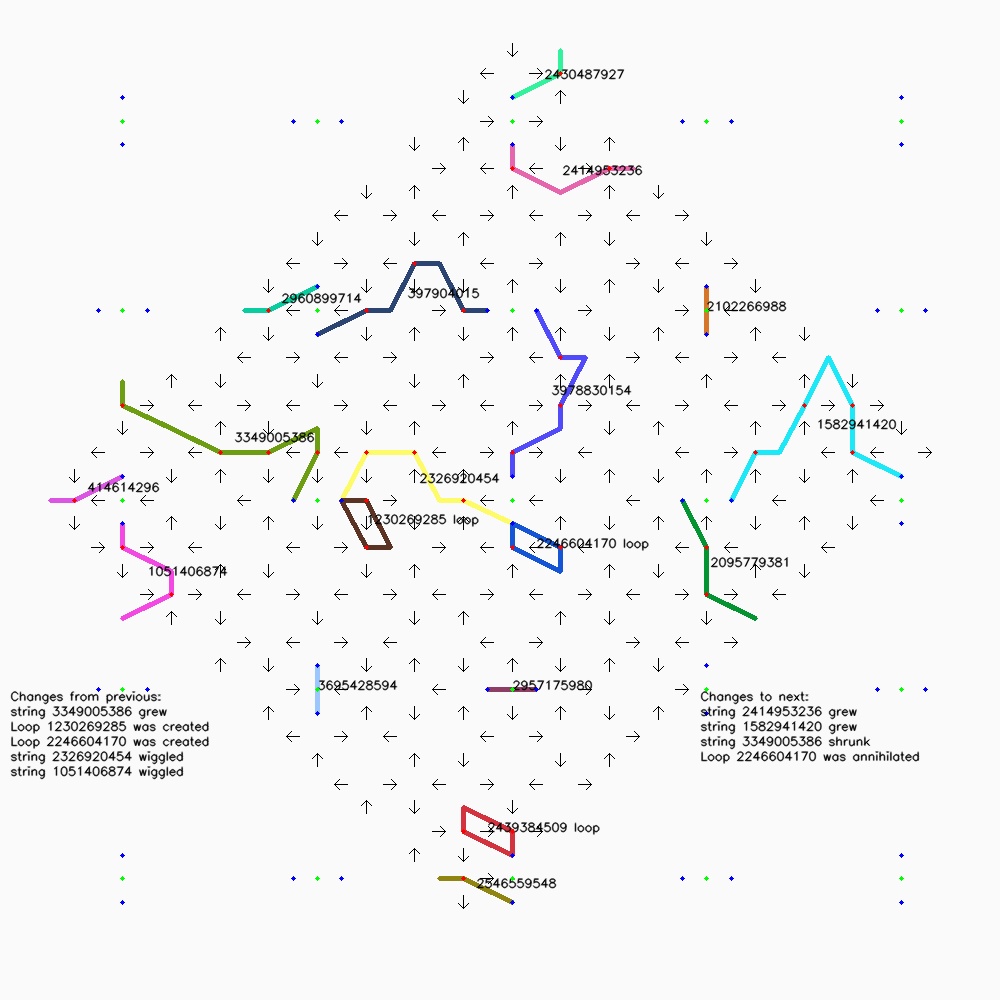 2430487927
2414953236
397904015
2960899714
2102266988
3978830154
1582941420
3349005386
2326920454
414614296
1230269285 loop
2246604170 loop
2095779381
1051406874
3695428594
2957175980
Changes from previous:
string 3349005386 grew
Loop 1230269285 was created
Loop 2246604170 was created
string 2326920454 wiggled
string 1051406874 wiggled
Changes to next:
string 2414953236 grew
string 1582941420 grew
string 3349005386 shrunk
Loop 2246604170 was annihilated
2439384509 loop
2546559548